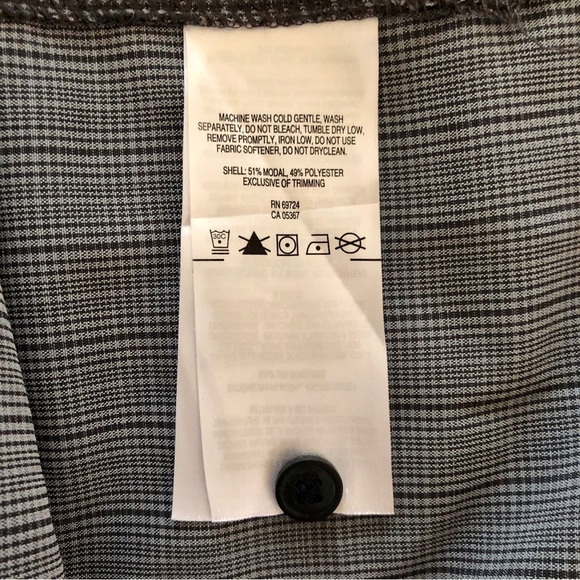 MACHINE WASH COLD GENTLE, WASH
SEPARATELY, DO NOT BLEACH, TUMBLE DRY LOW,
REMOVE PROMPTLY, IRON LOW, DO NOT USE
FABRIC SOFTENER, DO NOT DRYCLEAN.
SHELL: 51% MODAL, 49% POLYESTER
EXCLUSIVE OF TRIMMING
RN 69724
CA 05367
30C